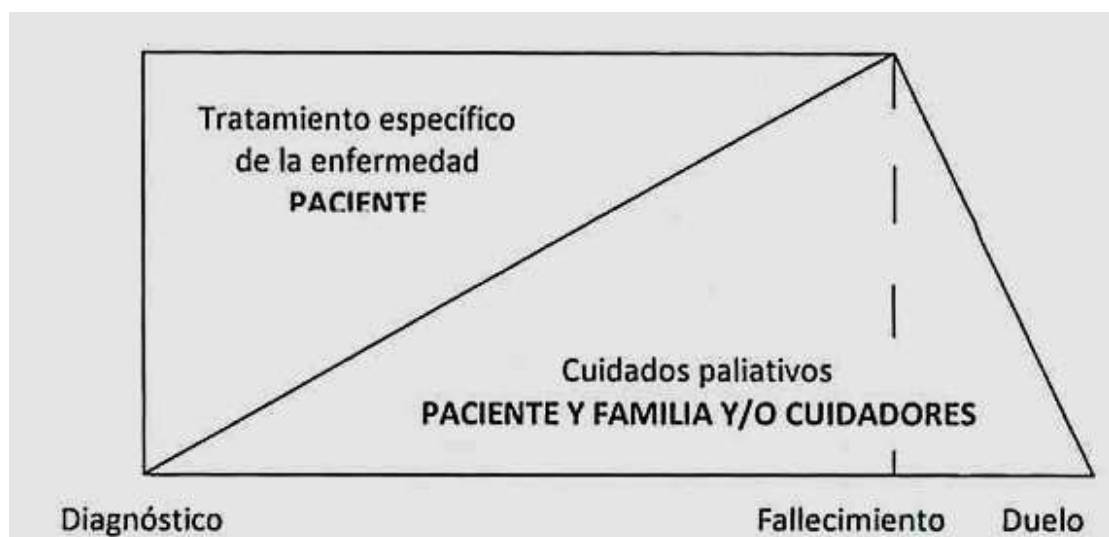 Tratamiento específico
de la enfermedad
PACIENTE
Cuidados paliativos
PACIENTE Y FAMILIA Y/O CUIDADORES
Diagnóstico
Fallecimiento
Duelo